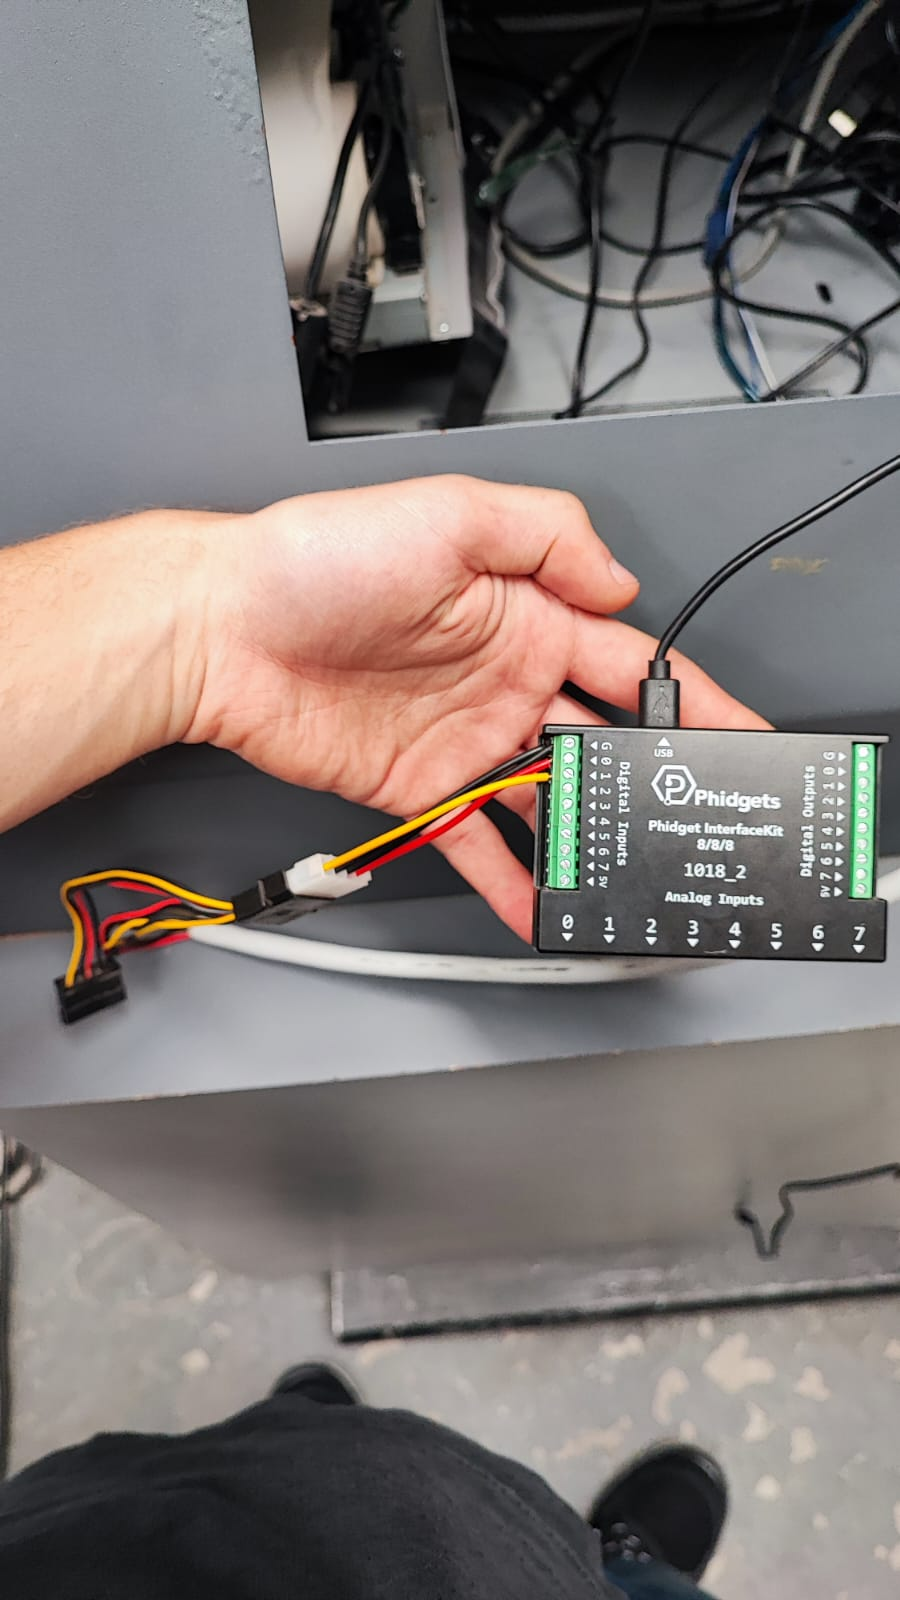 USB
Phidgets
Phidget InterfaceKit
8/8/8
1018_2
Analog Inputs
0 1 2 3 4 5 6 7
Digital Inputs
G 0 1 2 3 4 5 6 7 5V
Digital Outputs
G 0 1 2 3 4 5 6 7 5V